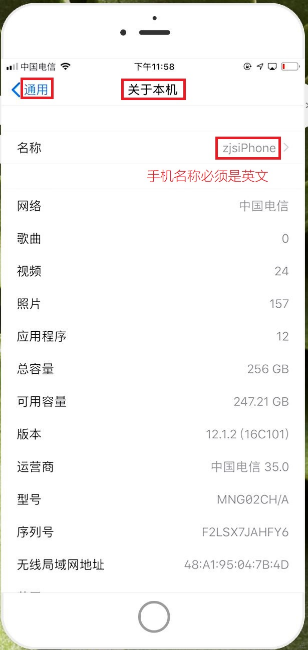 中国电信 下午11:58
通用 关于本机
名称 zjsiPhone
手机名称必须是英文
网络 中国电信
歌曲 0
视频 24
照片 157
应用程序 12
总容量 256 GB
可用容量 247.21 GB
版本 12.1.2 (16C101)
运营商 中国电信 35.0
型号 MNG02CH/A
序列号 F2LSX7JAHFY6
无线局域网地址 48:A1:95:04:7B:4D